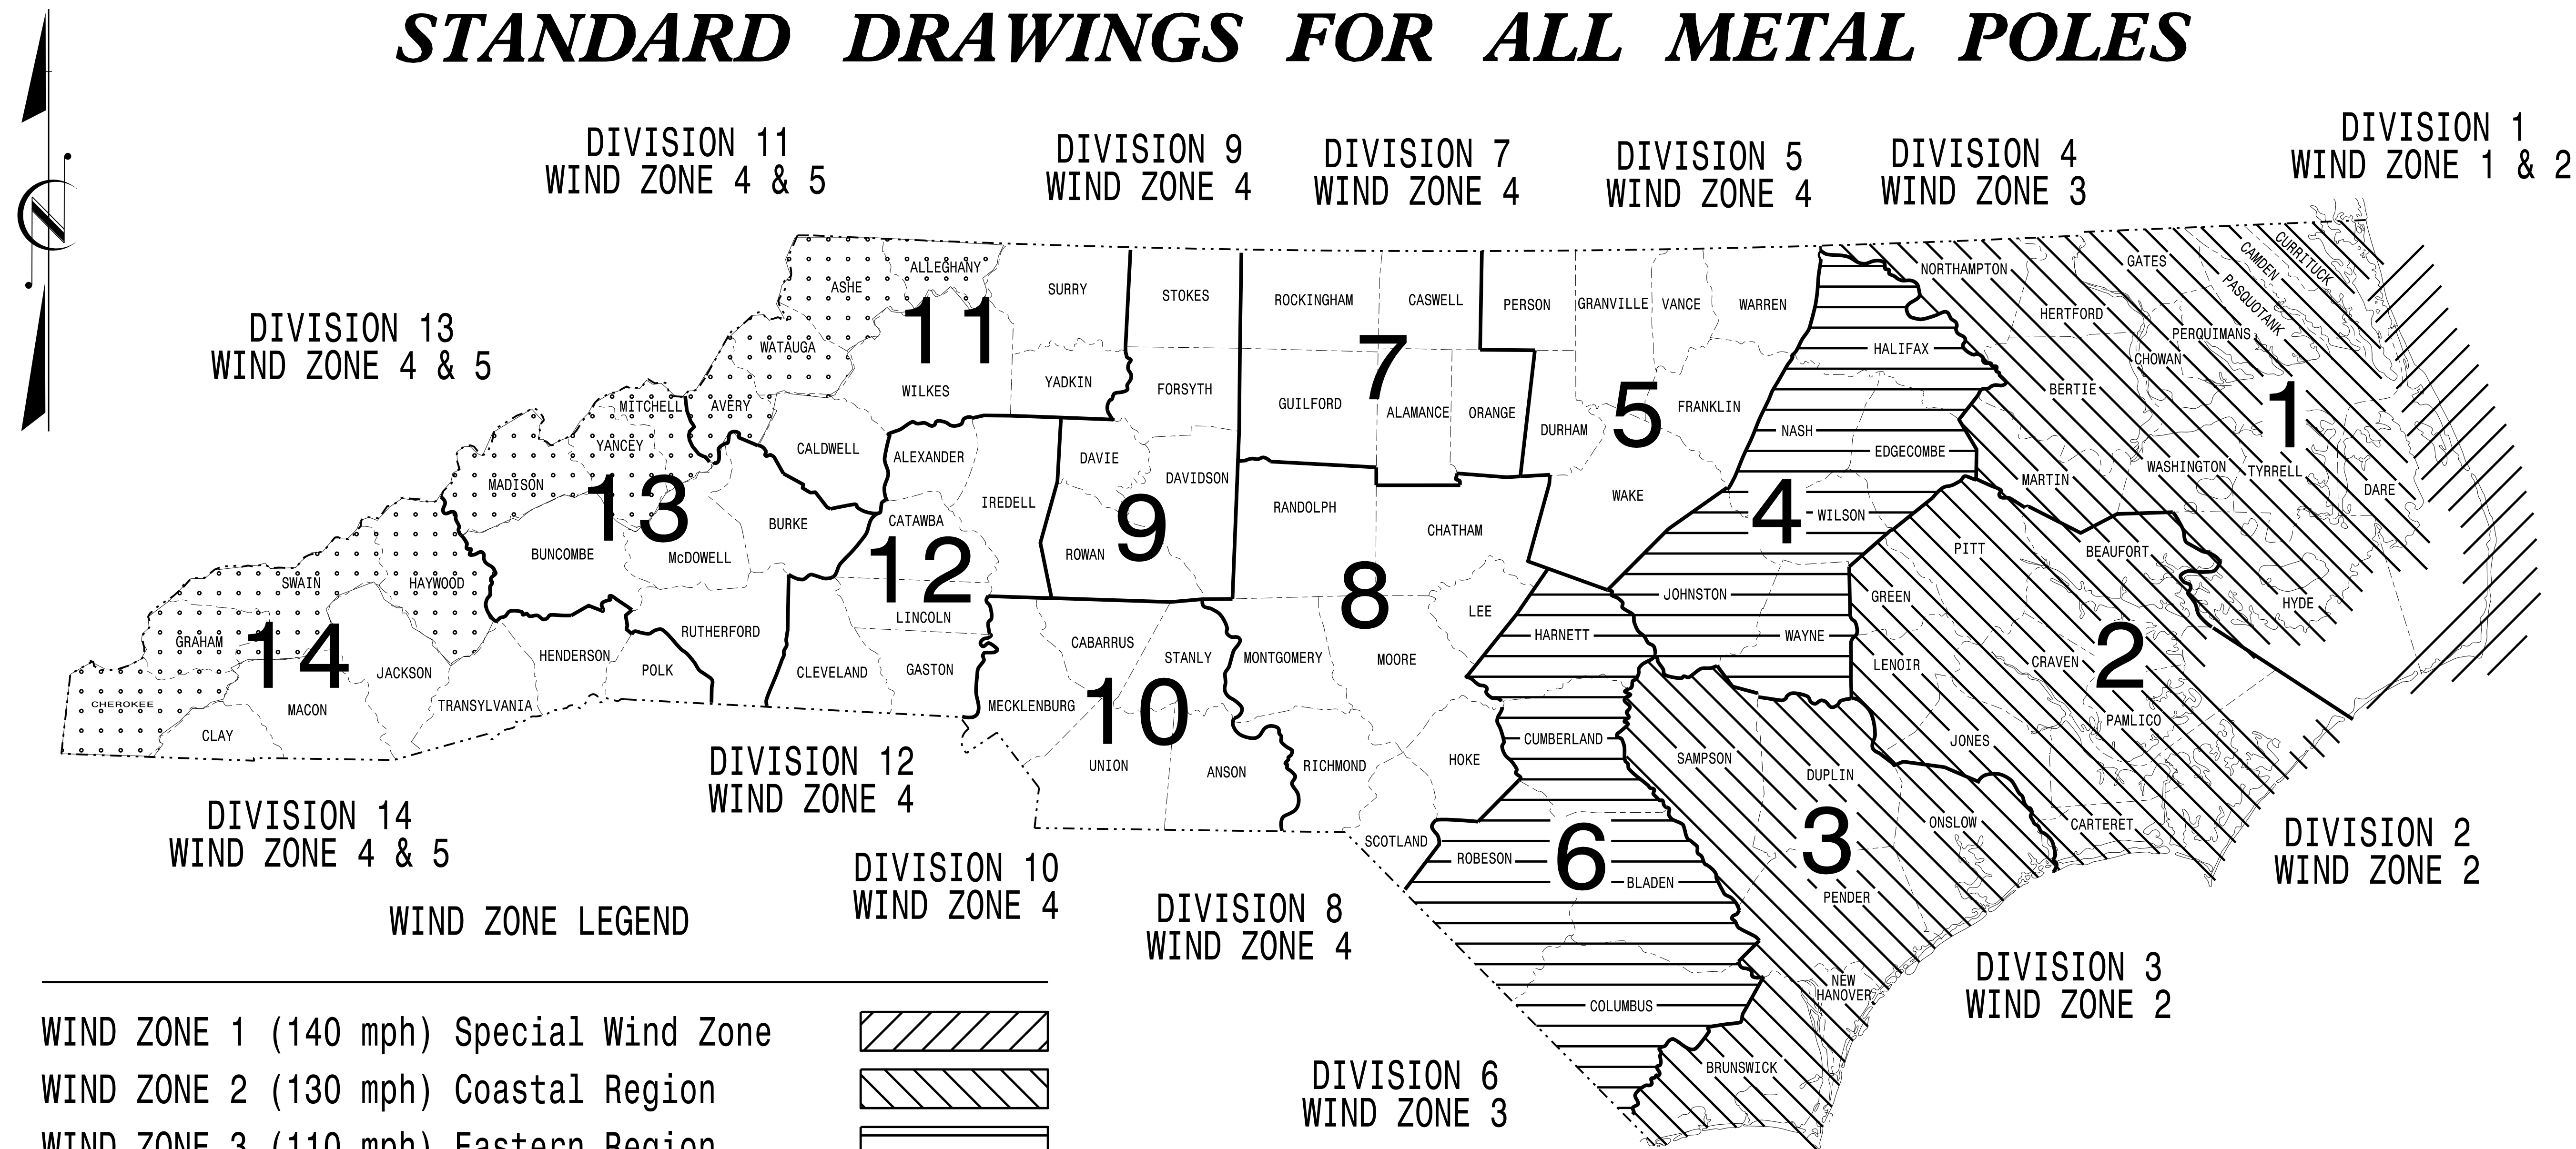 STANDARD DRAWINGS FOR ALL METAL POLES
DIVISION 11
WIND ZONE 4 & 5
DIVISION 9
WIND ZONE 4
DIVISION 7
WIND ZONE 4
DIVISION 5
WIND ZONE 4
DIVISION 4
WIND ZONE 3
DIVISION 1
WIND ZONE 1 & 2
DIVISION 13
WIND ZONE 4 & 5
N
ASHE
ALLEGHANY
SURRY
STOKES
ROCKINGHAM
CASWELL
PERSON
GRANVILLE
VANCE
WARREN
NORTHAMPTON
GATES
CAMDEN
CURRITUCK
PASQUOTANK
HERTFORD
PERQUIMANS
CHOWAN
HALIFAX
WATAUGA
11
WILKES
YADKIN
FORSYTH
7
GUILFORD
ALAMANCE
ORANGE
DURHAM
5
FRANKLIN
NASH
EDGECOMBE
BERTIE
1
MITCHELL
AVERY
YANCEY
CALDWELL
ALEXANDER
DAVIE
DAVIDSON
MARTIN
WASHINGTON
TYRRELL
DARE
MADISON
13
BURKE
CATAWBA
IREDELL
9
RANDOLPH
CHATHAM
WAKE
4
WILSON
BUNCOMBE
McDOWELL
12
ROWAN
PITT
BEAUFORT
SWAIN
HAYWOOD
LINCOLN
8
LEE
JOHNSTON
GREEN
HYDE
GRAHAM
14
RUTHERFORD
CABARRUS
HARNETT
WAYNE
2
JACKSON
HENDERSON
POLK
CLEVELAND
GASTON
STANLY
MONTGOMERY
MOORE
LENOIR
CRAVEN
CHEROKEE
MACON
TRANSYLVANIA
MECKLENBURG
10
CLAY
UNION
ANSON
RICHMOND
HOKE
CUMBERLAND
SAMPSON
DUPLIN
JONES
PAMLICO
SCOTLAND
ROBESON
6
BLADEN
3
ONSLOW
CARTERET
PENDER
NEW
HANOVER
COLUMBUS
BRUNSWICK
DIVISION 12
WIND ZONE 4
DIVISION 14
WIND ZONE 4 & 5
DIVISION 10
WIND ZONE 4
DIVISION 8
WIND ZONE 4
DIVISION 2
WIND ZONE 2
DIVISION 3
WIND ZONE 2
DIVISION 6
WIND ZONE 3
WIND ZONE LEGEND
WIND ZONE 1 (140 mph) Special Wind Zone
WIND ZONE 2 (130 mph) Coastal Region
WIND ZONE 3 (110 mph) Eastern Region